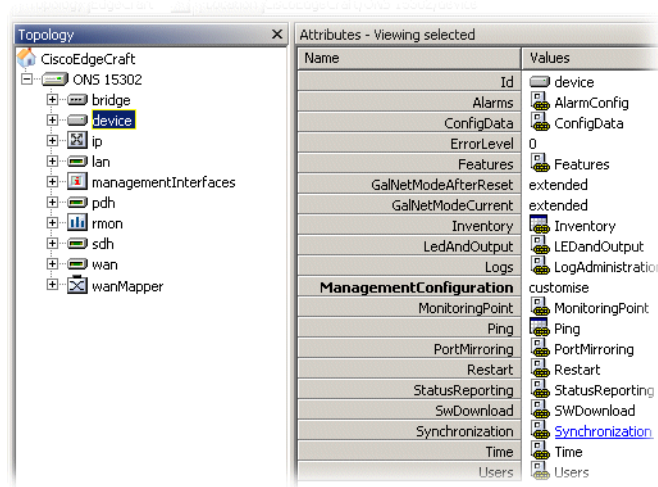 Topology
CiscoEdgeCraft
ONS 15302
bridge
device
ip
lan
managementInterfaces
pdh
rmon
sdh
wan
wanMapper
Attributes - Viewing selected
Name Values
Id device
Alarms AlarmConfig
ConfigData ConfigData
ErrorLevel 0
Features Features
GalNetModeAfterReset extended
GalNetModeCurrent extended
Inventory Inventory
LedAndOutput LEDandOutput
Logs LogAdministratio
ManagementConfiguration customise
MonitoringPoint MonitoringPoint
Ping Ping
PortMirroring PortMirroring
Restart Restart
StatusReporting StatusReporting
SwDownload SWDownload
Synchronization Synchronization
Time Time
Users Users